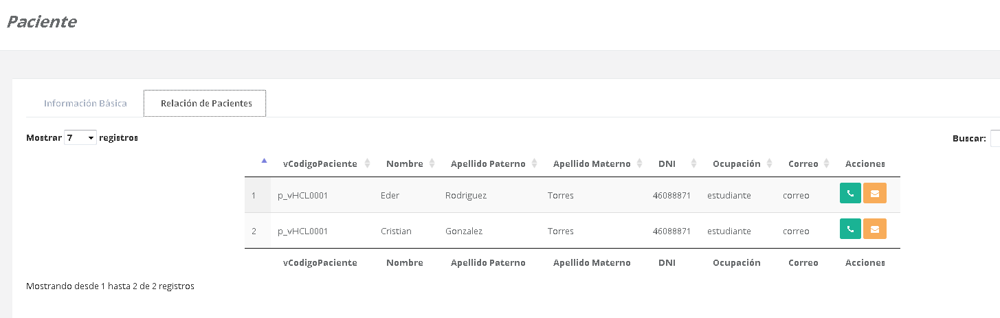 Paciente
Información Básica Relación de Pacientes
Mostrar 7 registros Buscar:
vCodigoPaciente Nombre Apellido Paterno Apellido Materno DNI Ocupación Correo Acciones
1 p_vHCL0001 Eder Rodriguez Torres 46088871 estudiante correo
2 p_vHCL0001 Cristian Gonzalez Torres 46088871 estudiante correo
vCodigoPaciente Nombre Apellido Paterno Apellido Materno DNI Ocupación Correo Acciones
Mostrando desde 1 hasta 2 de 2 registros